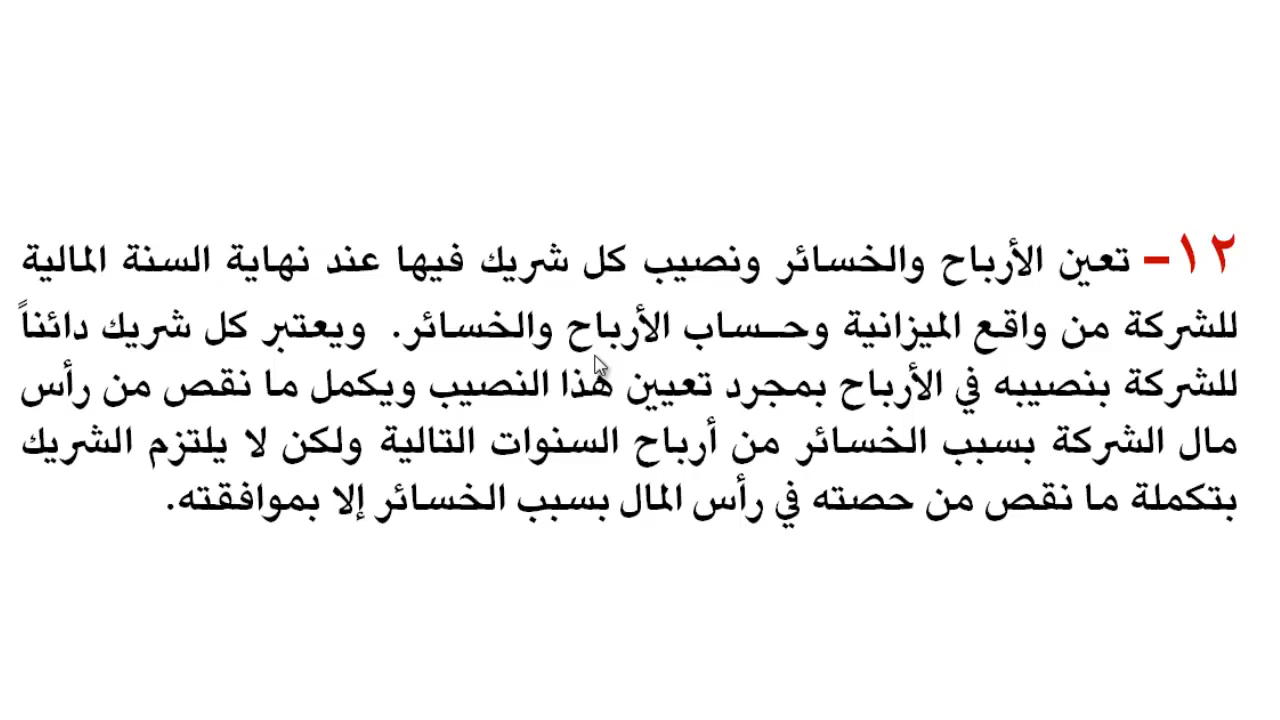 ١٢- تعين الأرباح والخسائر ونصيب كل شريك فيها عند نهاية السنة المالية
للشركة من واقع الميزانية وحساب الأرباح والخسائر. ويعتبر كل شريك دائناً
للشركة بنصيبه في الأرباح بمجرد تعيين هذا النصيب ويكمل ما نقص من رأس
مال الشركة بسبب الخسائر من أرباح السنوات التالية ولكن لا يلتزم الشريك
بتكملة ما نقص من حصته في رأس المال بسبب الخسائر إلا بموافقته.